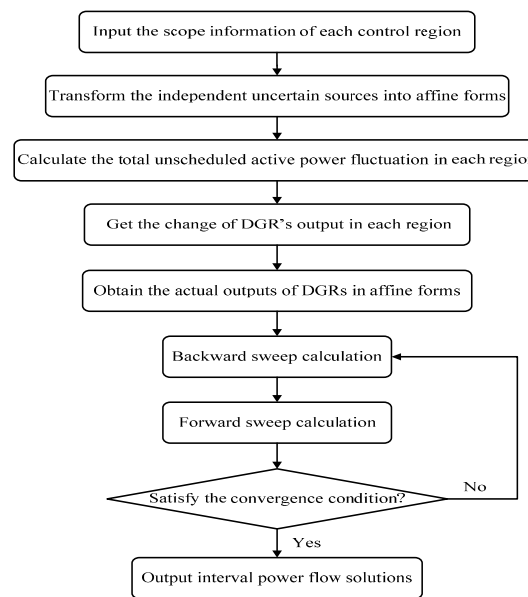 Input the scope information of each control region
Transform the independent uncertain sources into affine forms
Calculate the total unscheduled active power fluctuation in each region
Get the change of DGR's output in each region
Obtain the actual outputs of DGRs in affine forms
Backward sweep calculation
Forward sweep calculation
Satisfy the convergence condition?
No
Yes
Output interval power flow solutions